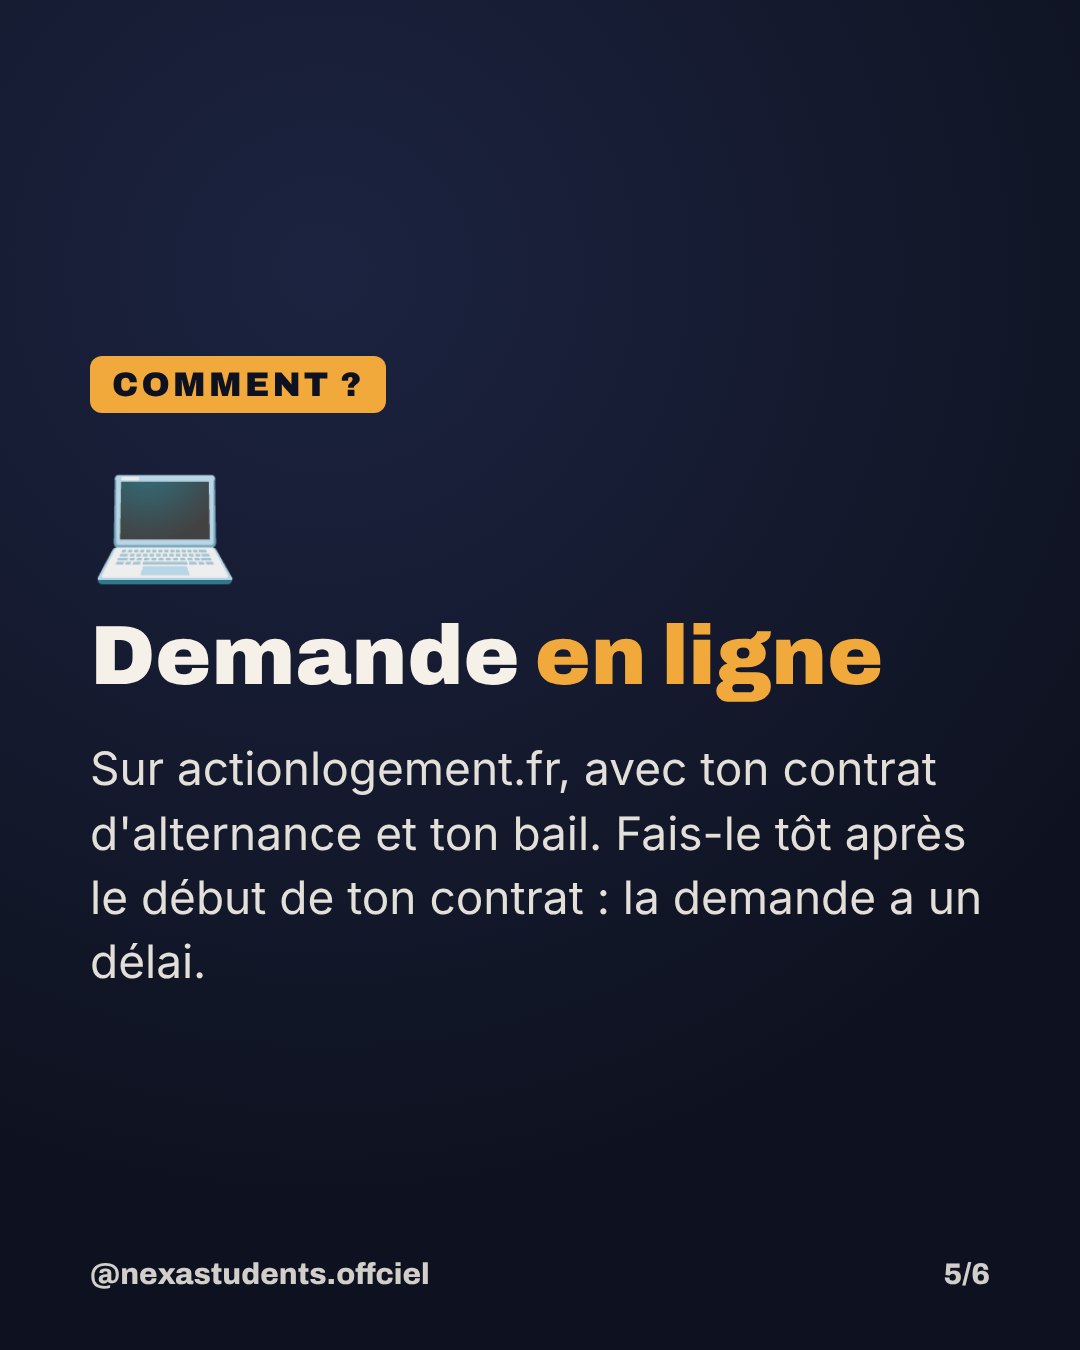 COMMENT ?
Demande en ligne
Sur actionlogement.fr, avec ton contrat
d'alternance et ton bail. Fais-le tôt après
le début de ton contrat : la demande a un
délai.
@nexastudents.offciel
5/6